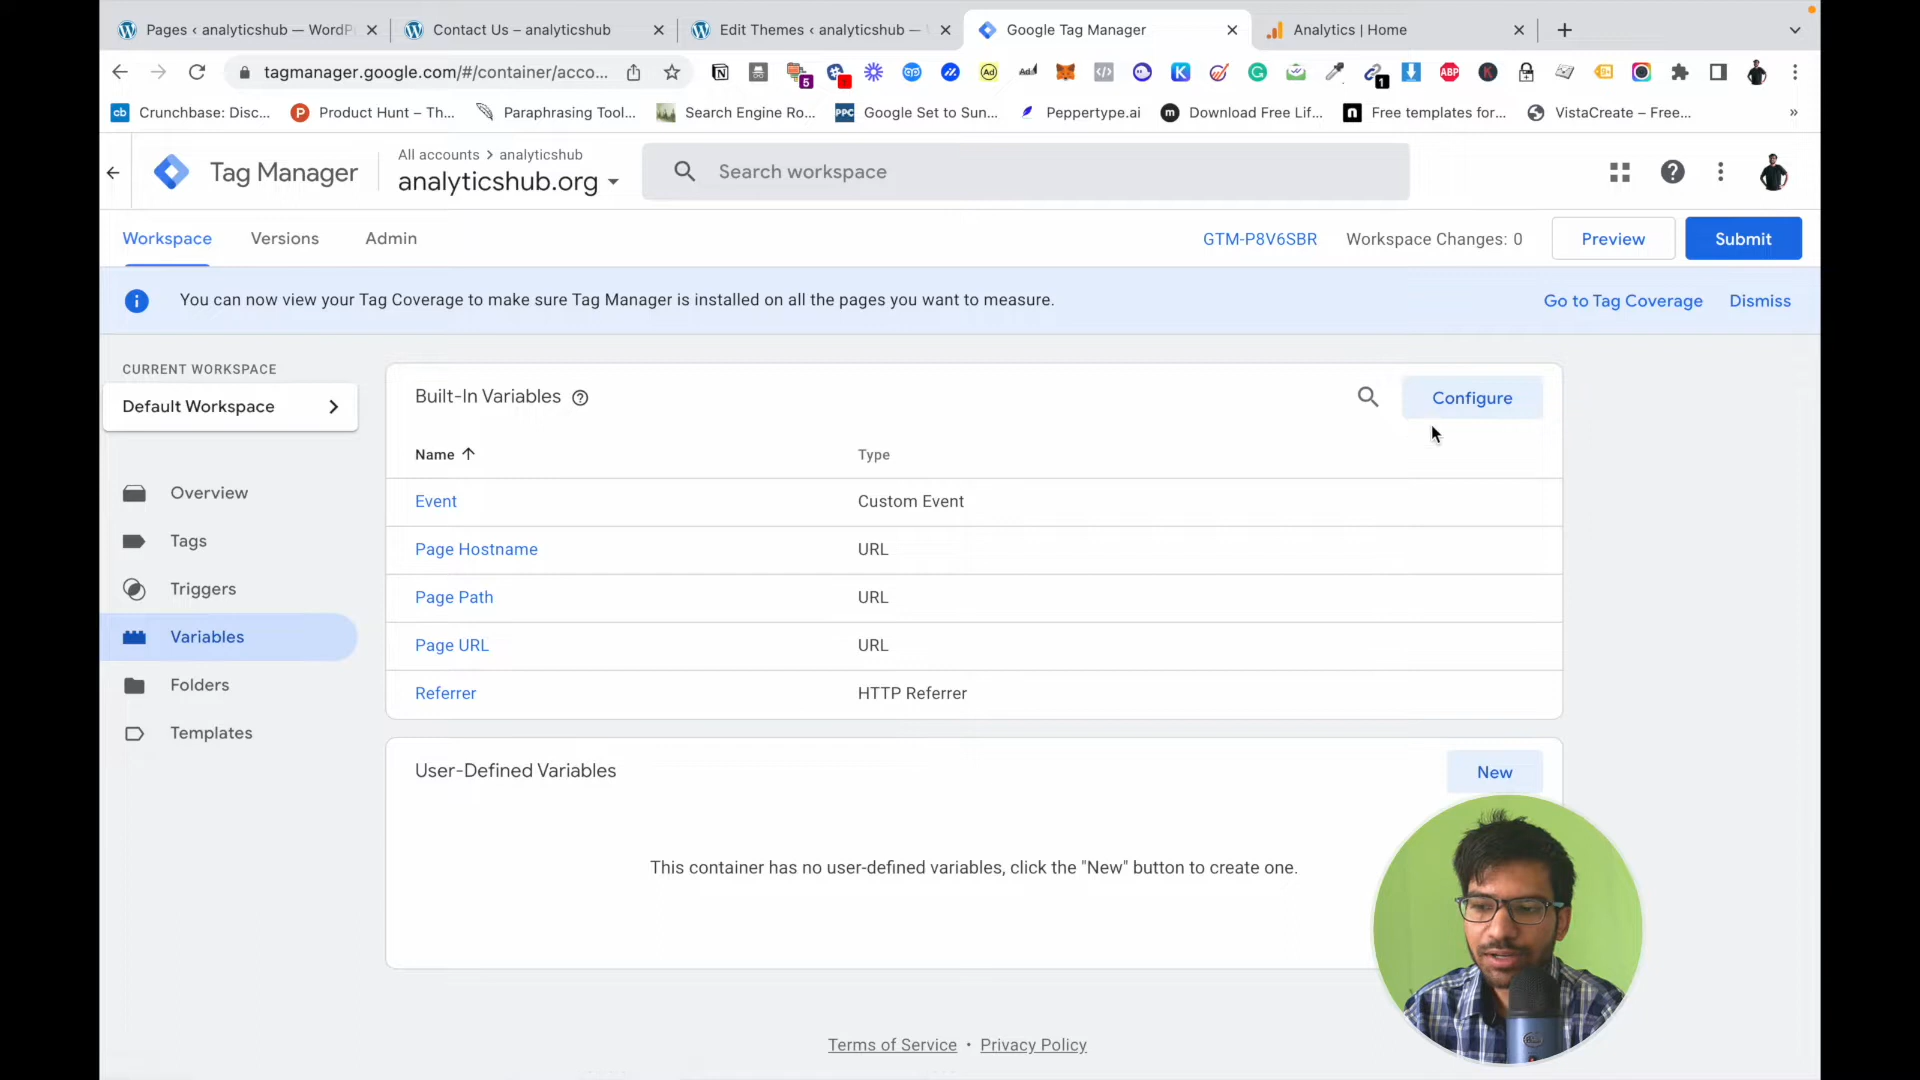 Pages ‹ analyticshub — WordP
Contact Us – analyticshub
Edit Themes ‹ analyticshub —
Google Tag Manager
Analytics | Home
tagmanager.google.com/#/container/acco...
5
Ad
Ad
ABP
K
1
cb Crunchbase: Disc...
P Product Hunt – Th...
Paraphrasing Tool...
Search Engine Ro...
PPC Google Set to Sun...
Peppertype.ai
m Download Free Lif...
n Free templates for...
VistaCreate – Free...
»
Tag Manager
All accounts > analyticshub
analyticshub.org
Search workspace
Workspace
Versions
Admin
GTM-P8V6SBR
Workspace Changes: 0
Preview
Submit
You can now view your Tag Coverage to make sure Tag Manager is installed on all the pages you want to measure.
Go to Tag Coverage
Dismiss
CURRENT WORKSPACE
Default Workspace
Overview
Tags
Triggers
Variables
Folders
Templates
Built-In Variables
Configure
Name
Type
Event
Custom Event
Page Hostname
URL
Page Path
URL
Page URL
URL
Referrer
HTTP Referrer
User-Defined Variables
New
This container has no user-defined variables, click the "New" button to create one.
Terms of Service • Privacy Policy